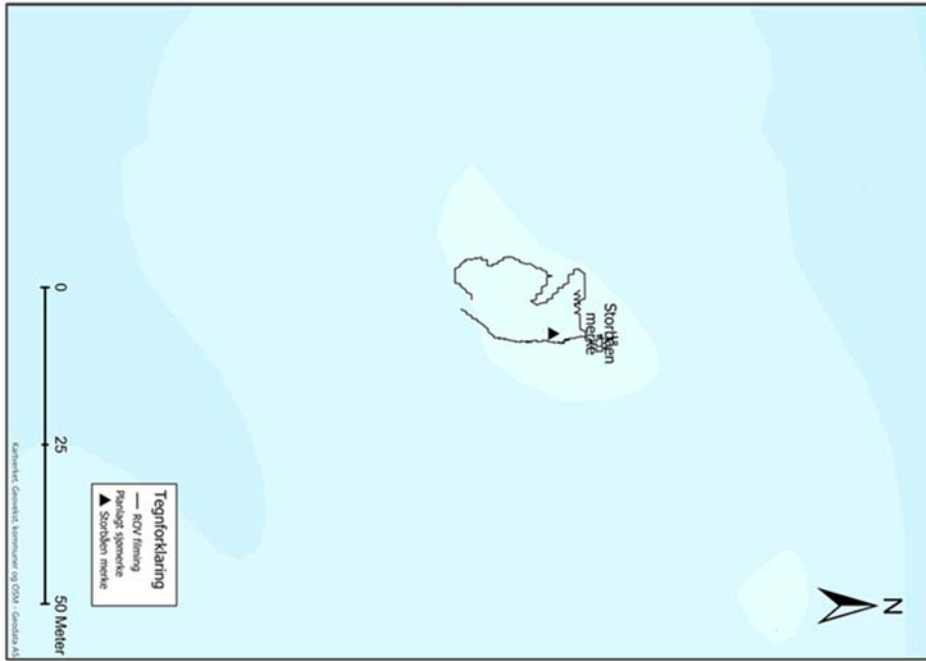 N
Storbåen
merke
Tegnforklaring
ROV filming
Planlagt sjømerke
Storbåen merke
0 25 50 Meter
Kartverket, Geovekst, kommuner og OSM - Geodata AS